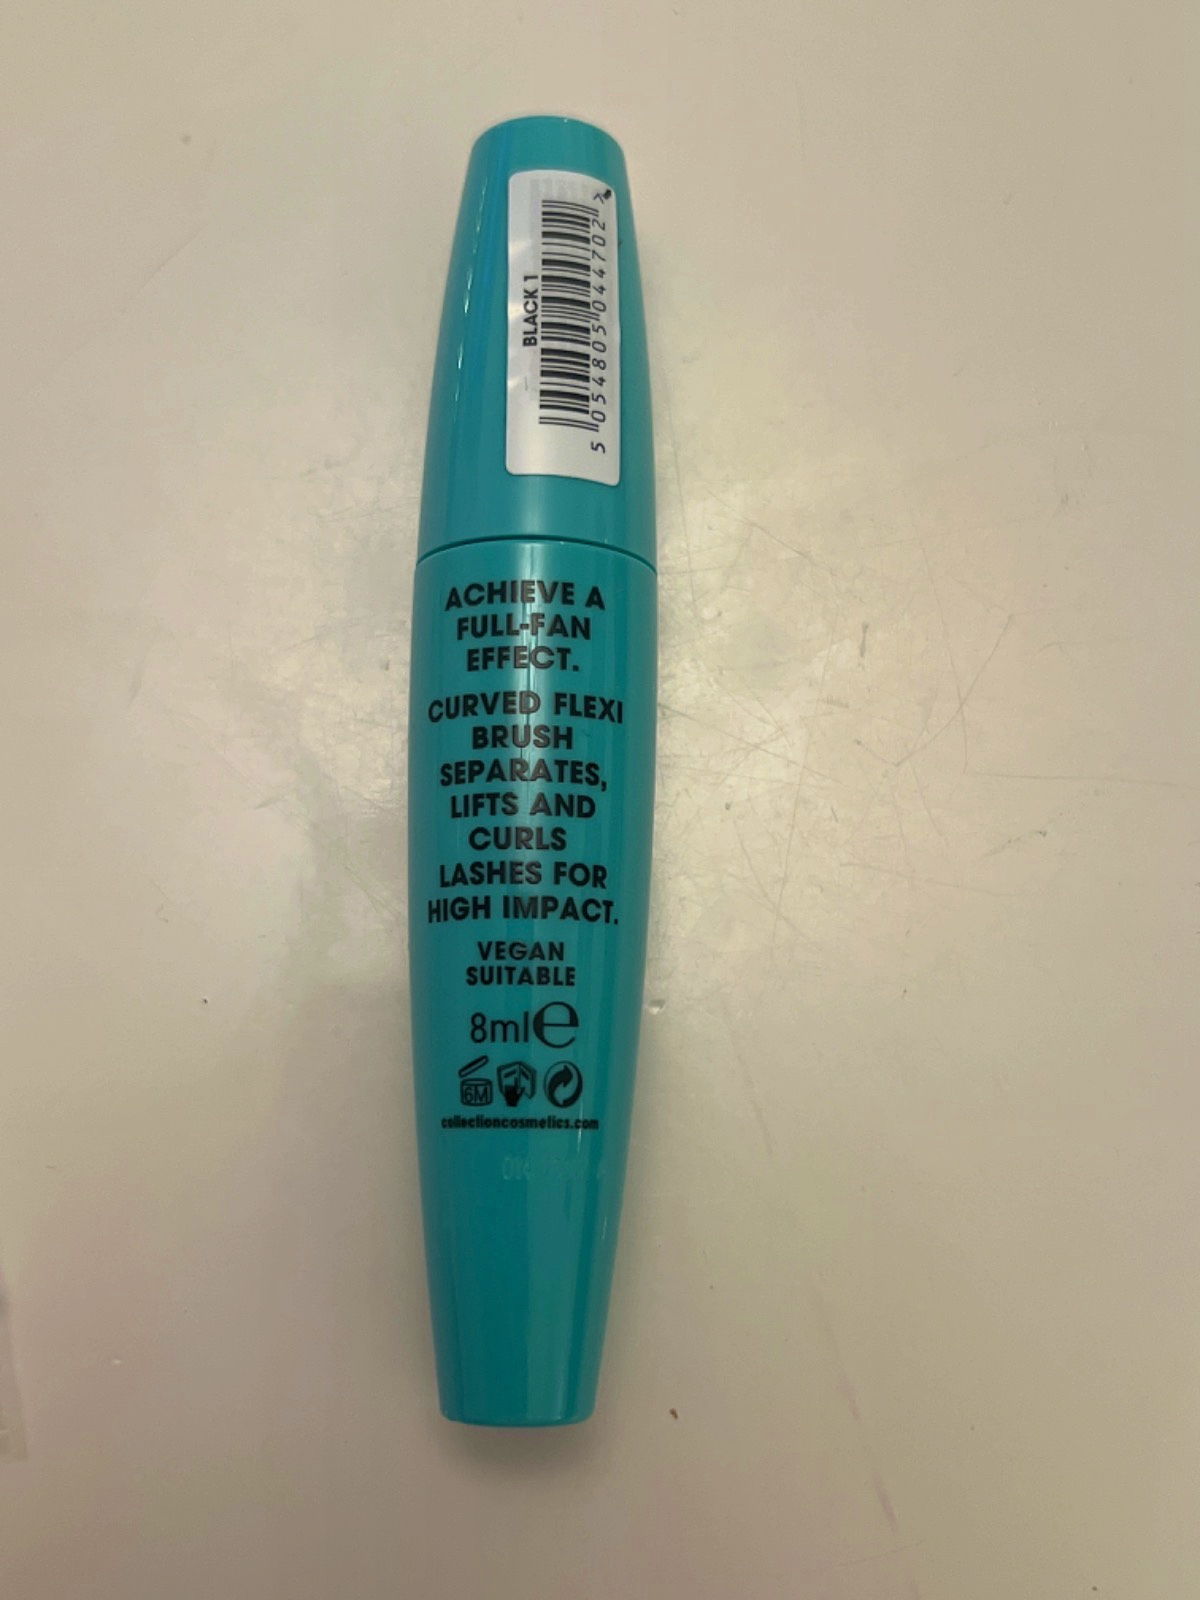 BLACK 1
5 054805 044702 >
ACHIEVE A
FULL-FAN
EFFECT.
CURVED FLEXI
BRUSH
SEPARATES,
LIFTS AND
CURLS
LASHES FOR
HIGH IMPACT.
VEGAN
SUITABLE
8ml℮
6M
collectioncosmetics.com